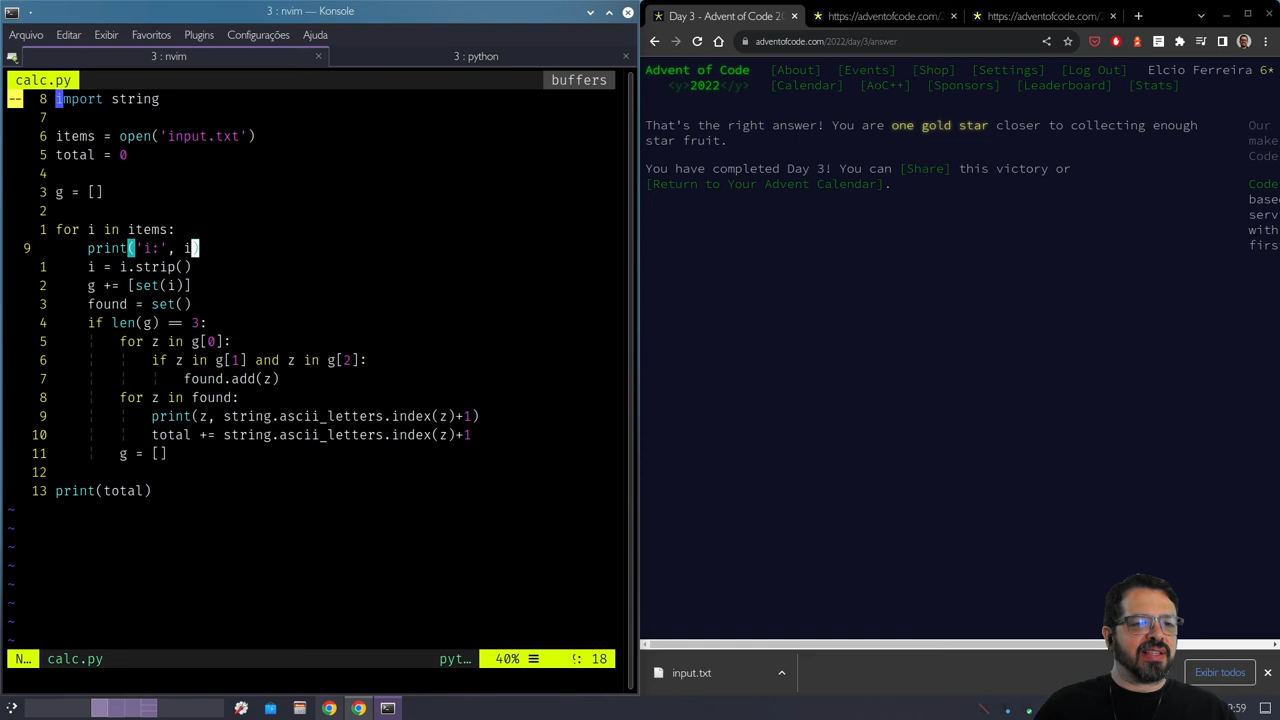 3 : nvim — Konsole
Arquivo Editar Exibir Favoritos Plugins Configurações Ajuda
3 : nvim
3 : python
calc.py
buffers
-- 8 import string
7
6 items = open('input.txt')
5 total = 0
4
3 g = []
2
1 for i in items:
9 print('i:', i)
1 i = i.strip()
2 g += [set(i)]
3 found = set()
4 if len(g) == 3:
5 for z in g[0]:
6 if z in g[1] and z in g[2]:
7 found.add(z)
8 for z in found:
9 print(z, string.ascii_letters.index(z)+1)
10 total += string.ascii_letters.index(z)+1
11 g = []
12
13 print(total)
~
~
~
~
~
~
~
~
N… calc.py pyt… 40% ☰ 18
Day 3 - Advent of Code 2
https://adventofcode.com/2
https://adventofcode.com/2
adventofcode.com/2022/day/3/answer
Advent of Code [About] [Events] [Shop] [Settings] [Log Out] Elcio Ferreira 6*
<y>2022</y> [Calendar] [AoC++] [Sponsors] [Leaderboard] [Stats]
That's the right answer! You are one gold star closer to collecting enough
star fruit.
You have completed Day 3! You can [Share] this victory or
[Return to Your Advent Calendar].
Our
make
Code
Code
base
serv
with
firs
input.txt
Exibir todos
:59